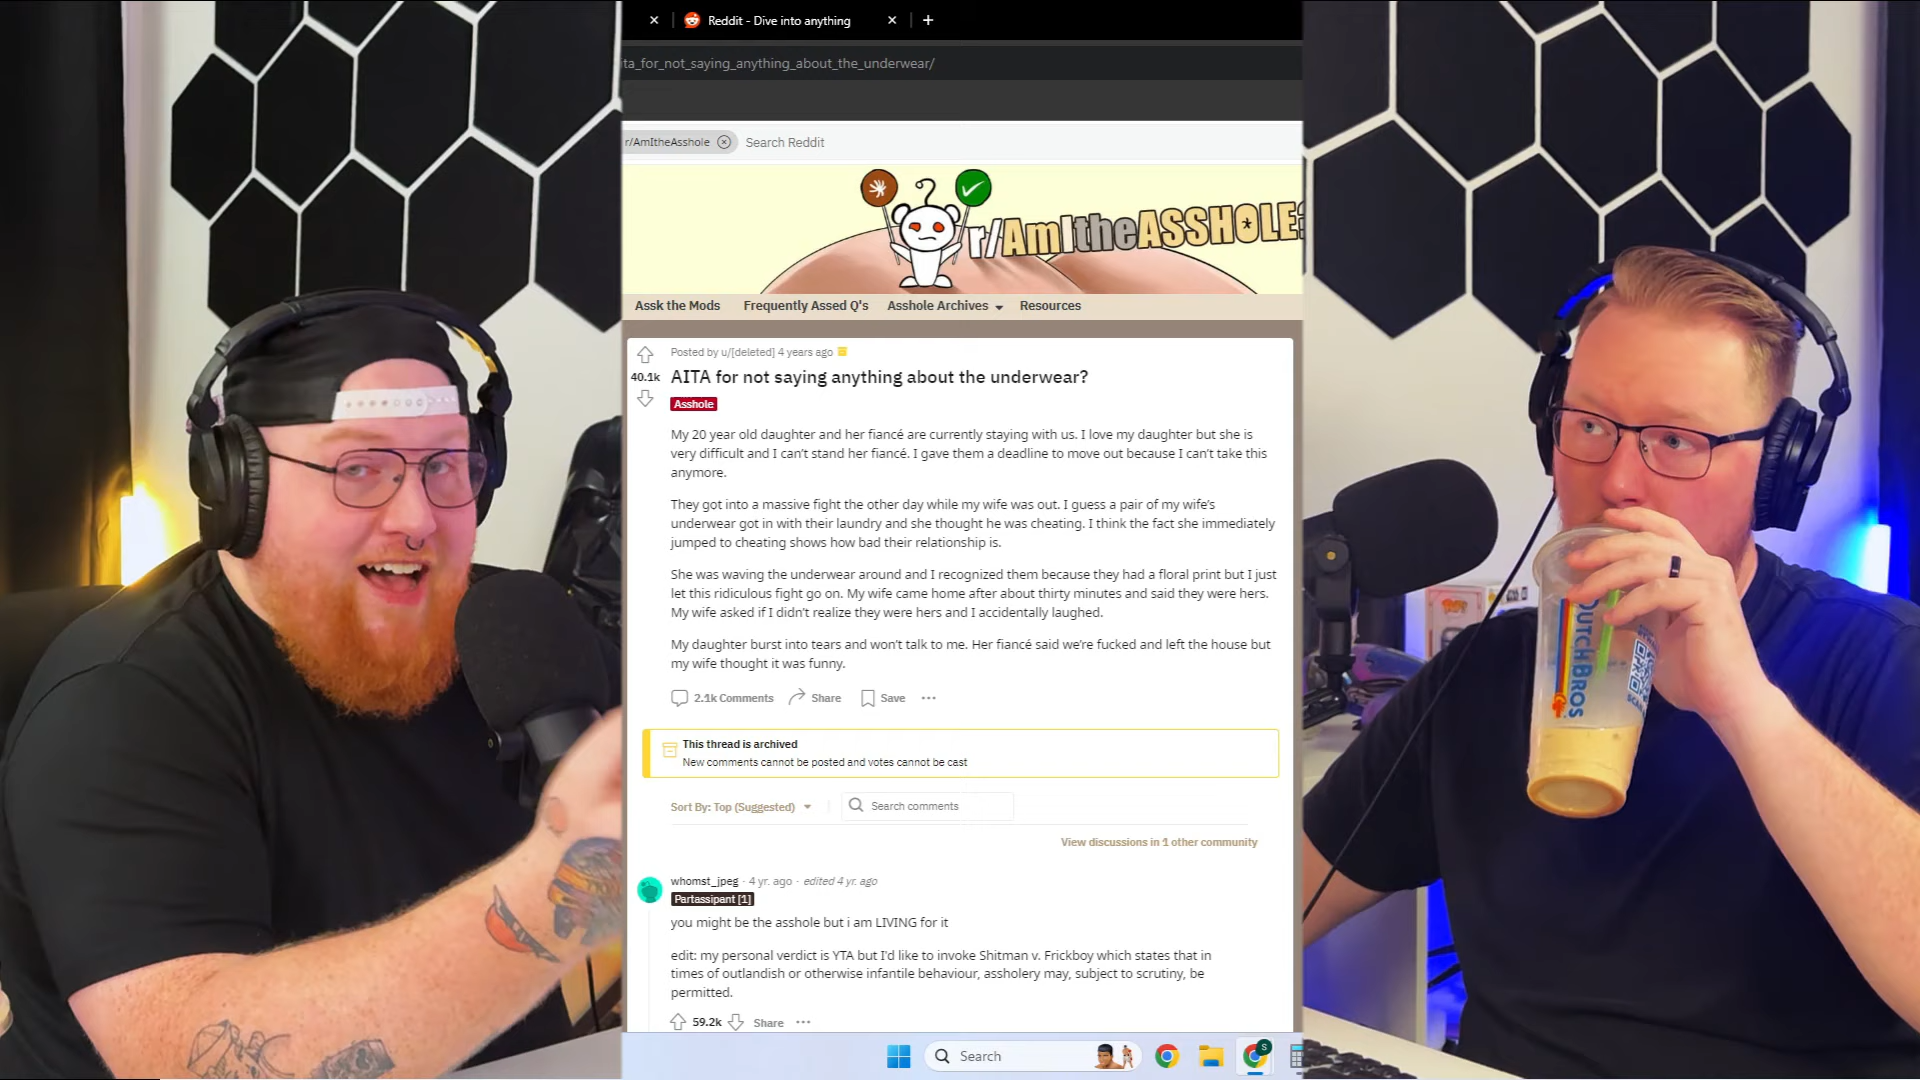 Reddit - Dive into anything
ta_for_not_saying_anything_about_the_underwear/
r/AmItheAsshole
Search Reddit
r/AmItheASSHOLE?
Assk the Mods Frequently Assed Q's Asshole Archives Resources
Posted by u/[deleted] 4 years ago
40.1k
AITA for not saying anything about the underwear?
Asshole
My 20 year old daughter and her fiancé are currently staying with us. I love my daughter but she is
very difficult and I can't stand her fiancé. I gave them a deadline to move out because I can't take this
anymore.
They got into a massive fight the other day while my wife was out. I guess a pair of my wife's
underwear got in with their laundry and she thought he was cheating. I think the fact she immediately
jumped to cheating shows how bad their relationship is.
She was waving the underwear around and I recognized them because they had a floral print but I just
let this ridiculous fight go on. My wife came home after about thirty minutes and said they were hers.
My wife asked if I didn't realize they were hers and I accidentally laughed.
My daughter burst into tears and won't talk to me. Her fiancé said we're fucked and left the house but
my wife thought it was funny.
2.1k Comments Share Save
This thread is archived
New comments cannot be posted and votes cannot be cast
Sort By: Top (Suggested)
Search comments
View discussions in 1 other community
whomst_jpeg · 4 yr. ago · edited 4 yr. ago
Partassipant [1]
you might be the asshole but i am LIVING for it
edit: my personal verdict is YTA but I'd like to invoke Shitman v. Frickboy which states that in
times of outlandish or otherwise infantile behaviour, assholery may, subject to scrutiny, be
permitted.
59.2k Share
Search
S
DUTCH BROS